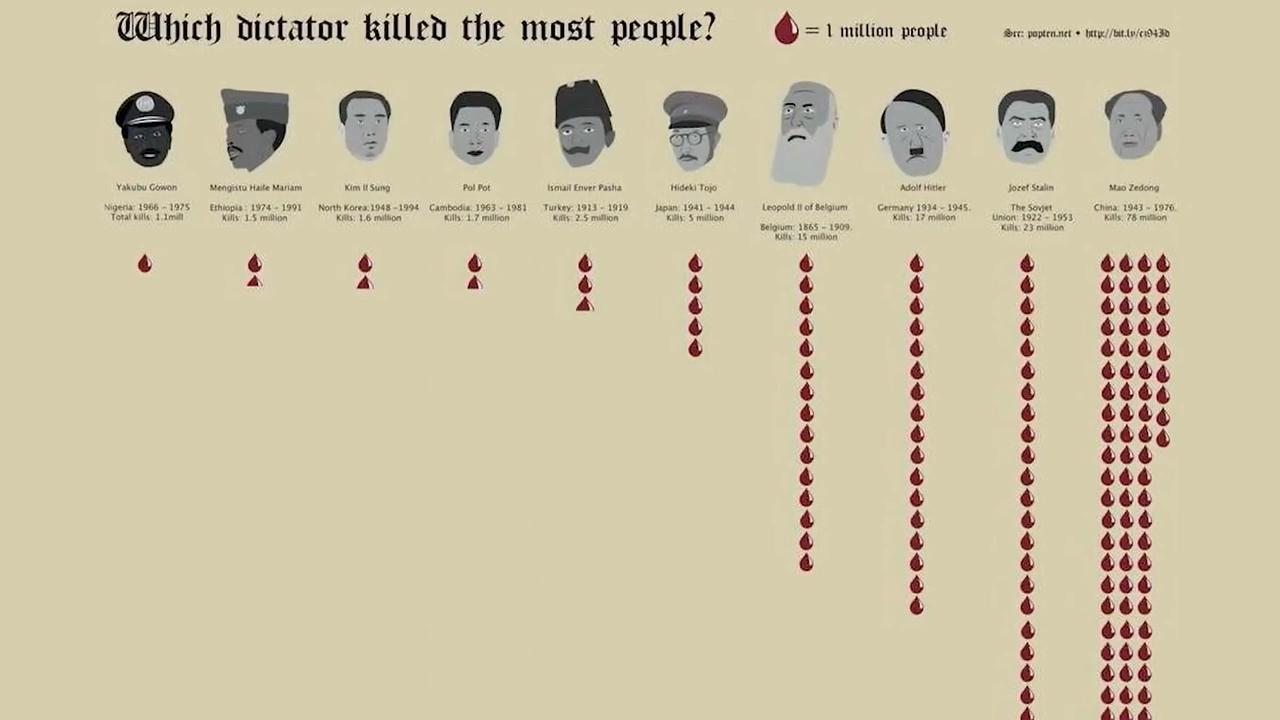 Which dictator killed the most people?
= 1 million people
Src: popten.net • http://bit.ly/
Yakubu Gowon
Nigeria: 1966 - 1975
Total kills: 1.1mill
Mengistu Haile Mariam
Ethiopia : 1974 - 1991
Kills: 1.5 million
Kim Il Sung
North Korea:1948 -1994
Kills: 1.6 million
Pol Pot
Cambodia: 1963 - 1981
Kills: 1.7 million
Ismail Enver Pasha
Turkey: 1913 - 1919
Kills: 2.5 million
Hideki Tojo
Japan: 1941 - 1944
Kills: 5 million
Leopold II of Belgium
Belgium: 1865 - 1909.
Kills: 15 million
Adolf Hitler
Germany 1934 - 1945.
Kills: 17 million
Jozef Stalin
The Sovjet
Union: 1922 - 1953
Kills: 23 million
Mao Zedong
China: 1943 - 1976.
Kills: 78 million